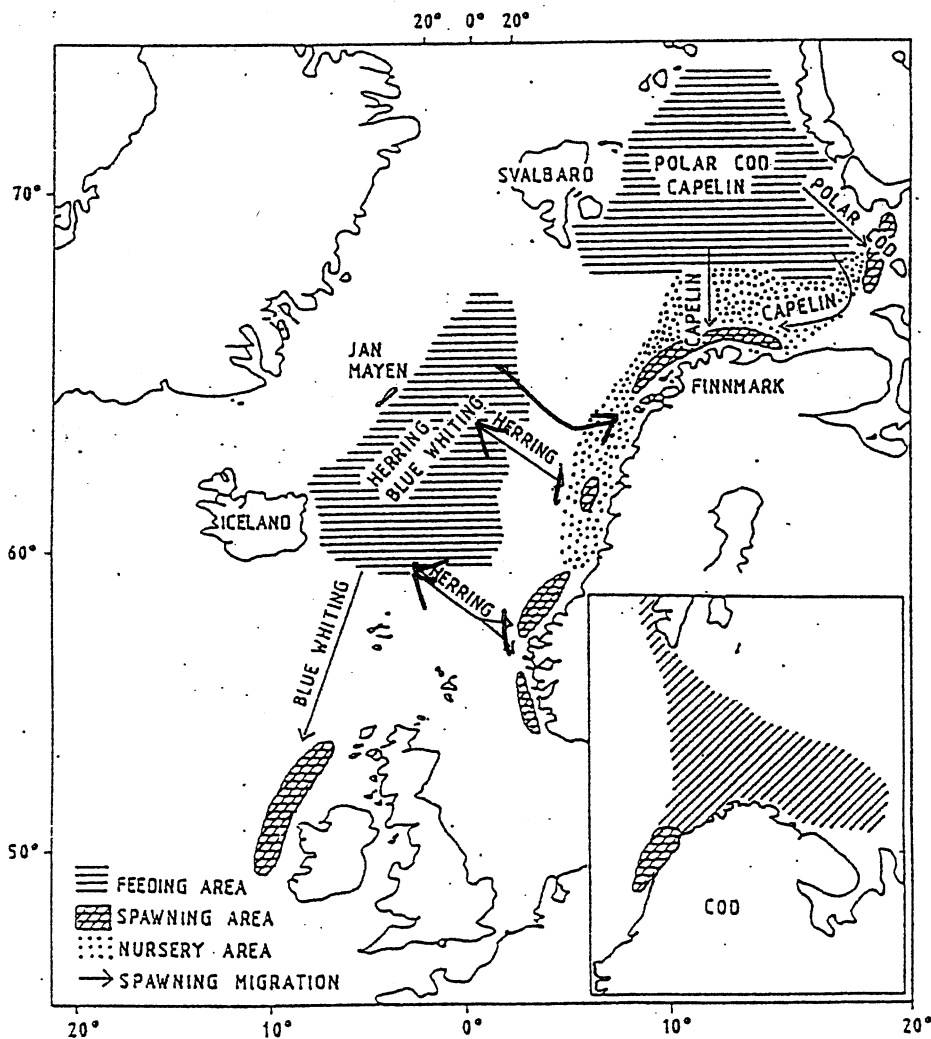 20° 0° 20°
SVALBARD
POLAR COD
CAPELIN
POLAR COD
70°
CAPELIN
CAPELIN
JAN
MAYEN
FINNMARK
HERRING
BLUE WHITING
HERRING
ICELAND
60°
HERRING
BLUE WHITING
50°
FEEDING AREA
SPAWNING AREA
NURSERY AREA
SPAWNING MIGRATION
COD
20° 10° 0° 10° 20°